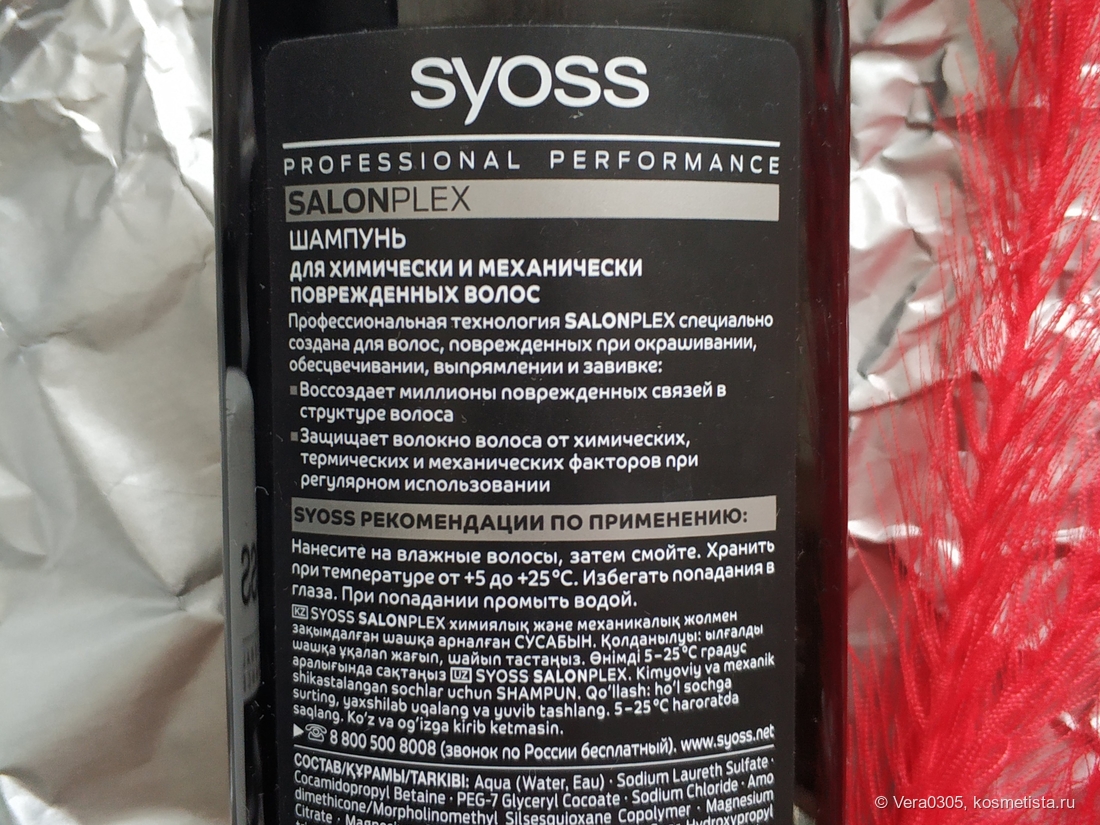 syoss
PROFESSIONAL PERFORMANCE
SALONPLEX
ШАМПУНЬ
ДЛЯ ХИМИЧЕСКИ И МЕХАНИЧЕСКИ
ПОВРЕЖДЕННЫХ ВОЛОС
Профессиональная технология SALONPLEX специально
создана для волос, поврежденных при окрашивании,
обесцвечивании, выпрямлении и завивке:
Воссоздает миллионы поврежденных связей в
структуре волоса
Защищает волокно волоса от химических,
термических и механических факторов при
регулярном использовании
SYOSS РЕКОМЕНДАЦИИ ПО ПРИМЕНЕНИЮ:
Нанесите на влажные волосы, затем смойте. Хранить
при температуре от +5 до +25°С. Избегать попадания в
глаза. При попадании промыть водой.
KZ SYOSS SALONPLEX химиялық және механикалық жолмен
зақымдалған шашқа арналған СУСАБЫН. Қолданылуы: ылғалды
шашқа уқалап жағып, шайып тастаңыз. Өнімді 5–25°С градус
аралығында сақтаңыз UZ SYOSS SALONPLEX. Kimyoviy va mexanik
shikastalangan sochlar uchun SHAMPUN. Qo'llash: ho'l sochga
surting, yaxshilab uqalang va yuvib tashlang. 5–25°C haroratda
saqlang. Ko'z va og'izga kirib ketmasin.
8 800 500 8008 (звонок по России бесплатный). www.syoss.net
СОСТАВ/ҚҰРАМЫ/TARKIBI: Aqua (Water, Eau) · Sodium Laureth Sulfate ·
Cocamidopropyl Betaine · PEG-7 Glyceryl Cocoate · Sodium Chloride · Amo
dimethicone/Morpholinomethyl Silsesquioxane Copolymer · Magnesium
Citrate · Hydroxypropyl
© Vera0305, kosmetista.ru